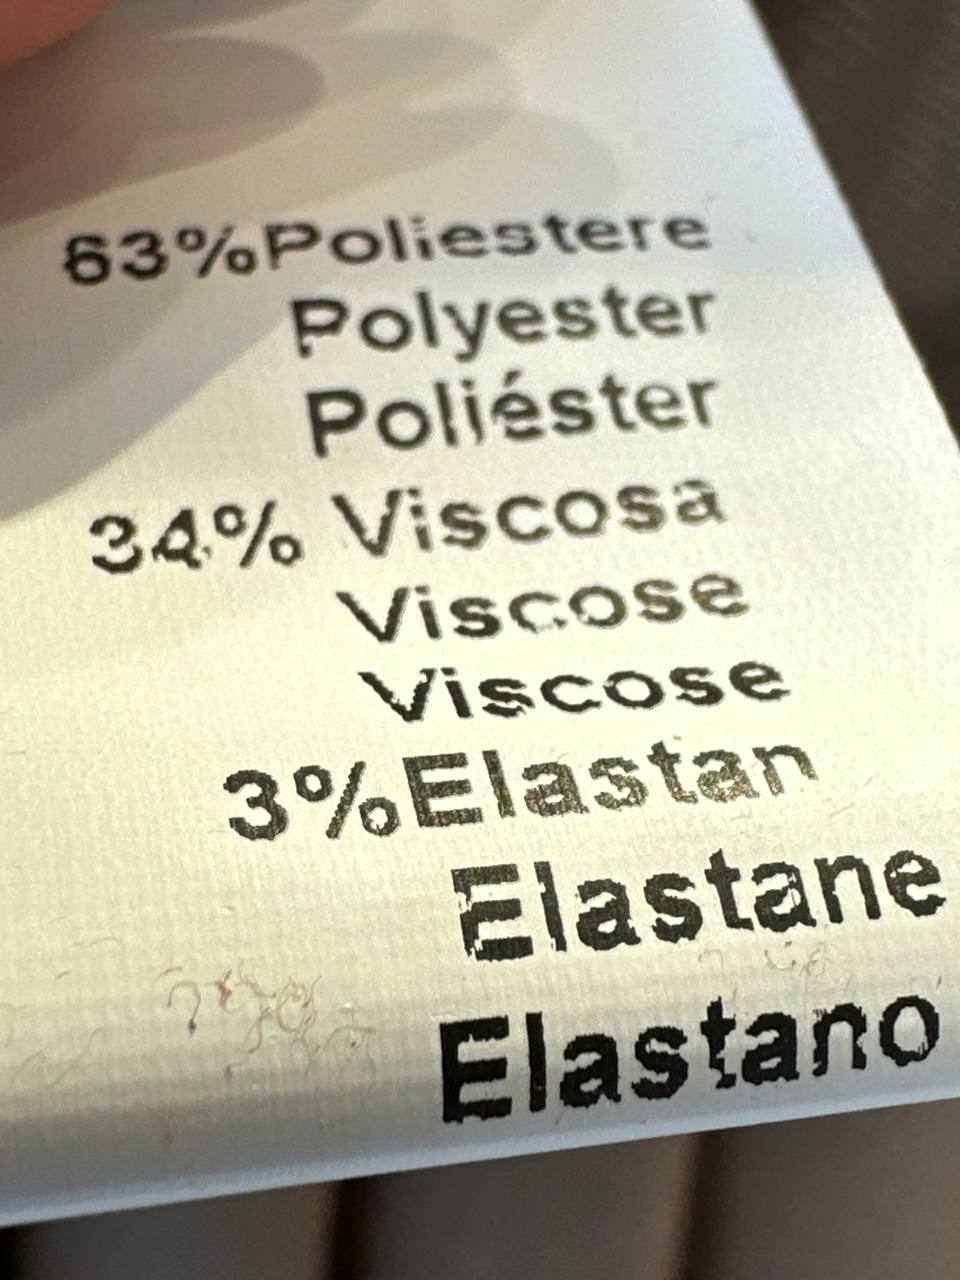 63%Poliestere
Polyester
Poliéster
34% Viscosa
Viscose
Viscose
3%Elastan
Elastane
Elastano